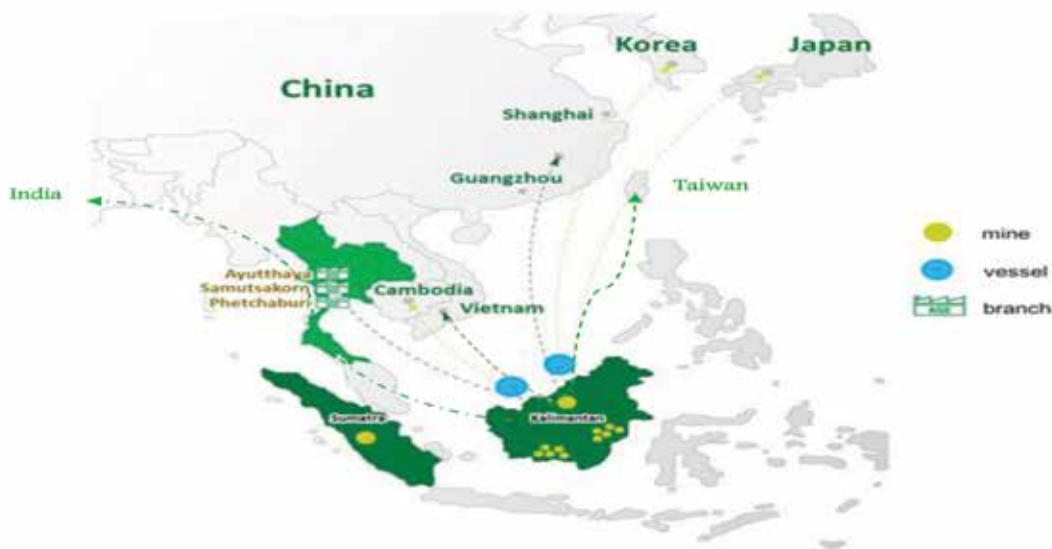 Korea
Japan
China
Shanghai
Guangzhou
India
Taiwan
Ayutthaya
Samutsakorn
Phetchaburi
Cambodia
Vietnam
Sumatra
Kalimantan
mine
vessel
branch